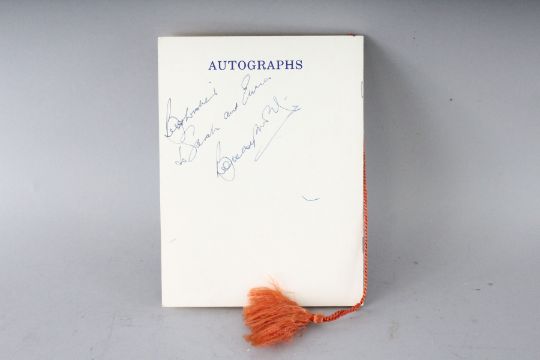 AUTOGRAPHS
Best wishes
to Sarah and Emma